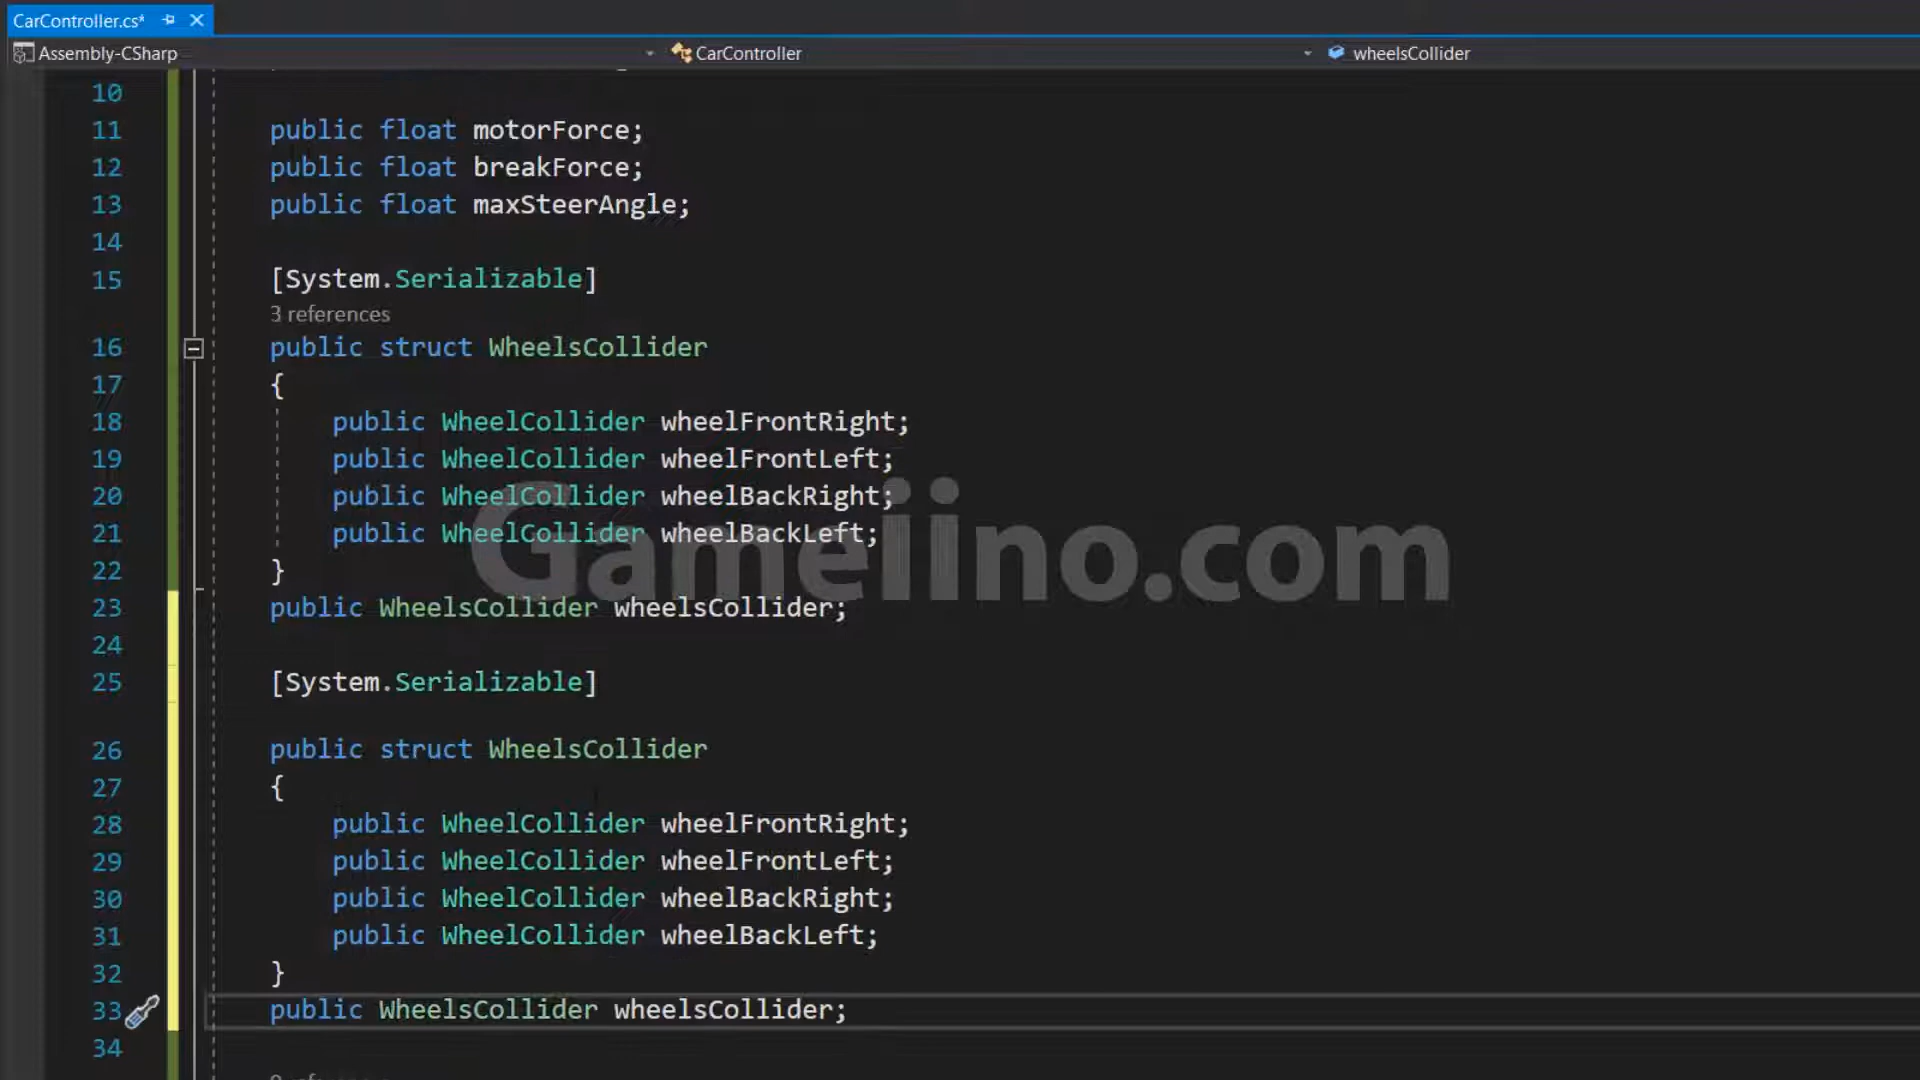 CarController.cs*
Assembly-CSharp CarController wheelsCollider
10
11 public float motorForce;
12 public float breakForce;
13 public float maxSteerAngle;
14
15 [System.Serializable]
3 references
16 public struct WheelsCollider
17 {
18 public WheelCollider wheelFrontRight;
19 public WheelCollider wheelFrontLeft;
20 public WheelCollider wheelBackRight;
21 public WheelCollider wheelBackLeft;
Gameiino.com
22 }
23 public WheelsCollider wheelsCollider;
24
25 [System.Serializable]
26 public struct WheelsCollider
27 {
28 public WheelCollider wheelFrontRight;
29 public WheelCollider wheelFrontLeft;
30 public WheelCollider wheelBackRight;
31 public WheelCollider wheelBackLeft;
32 }
33 public WheelsCollider wheelsCollider;
34